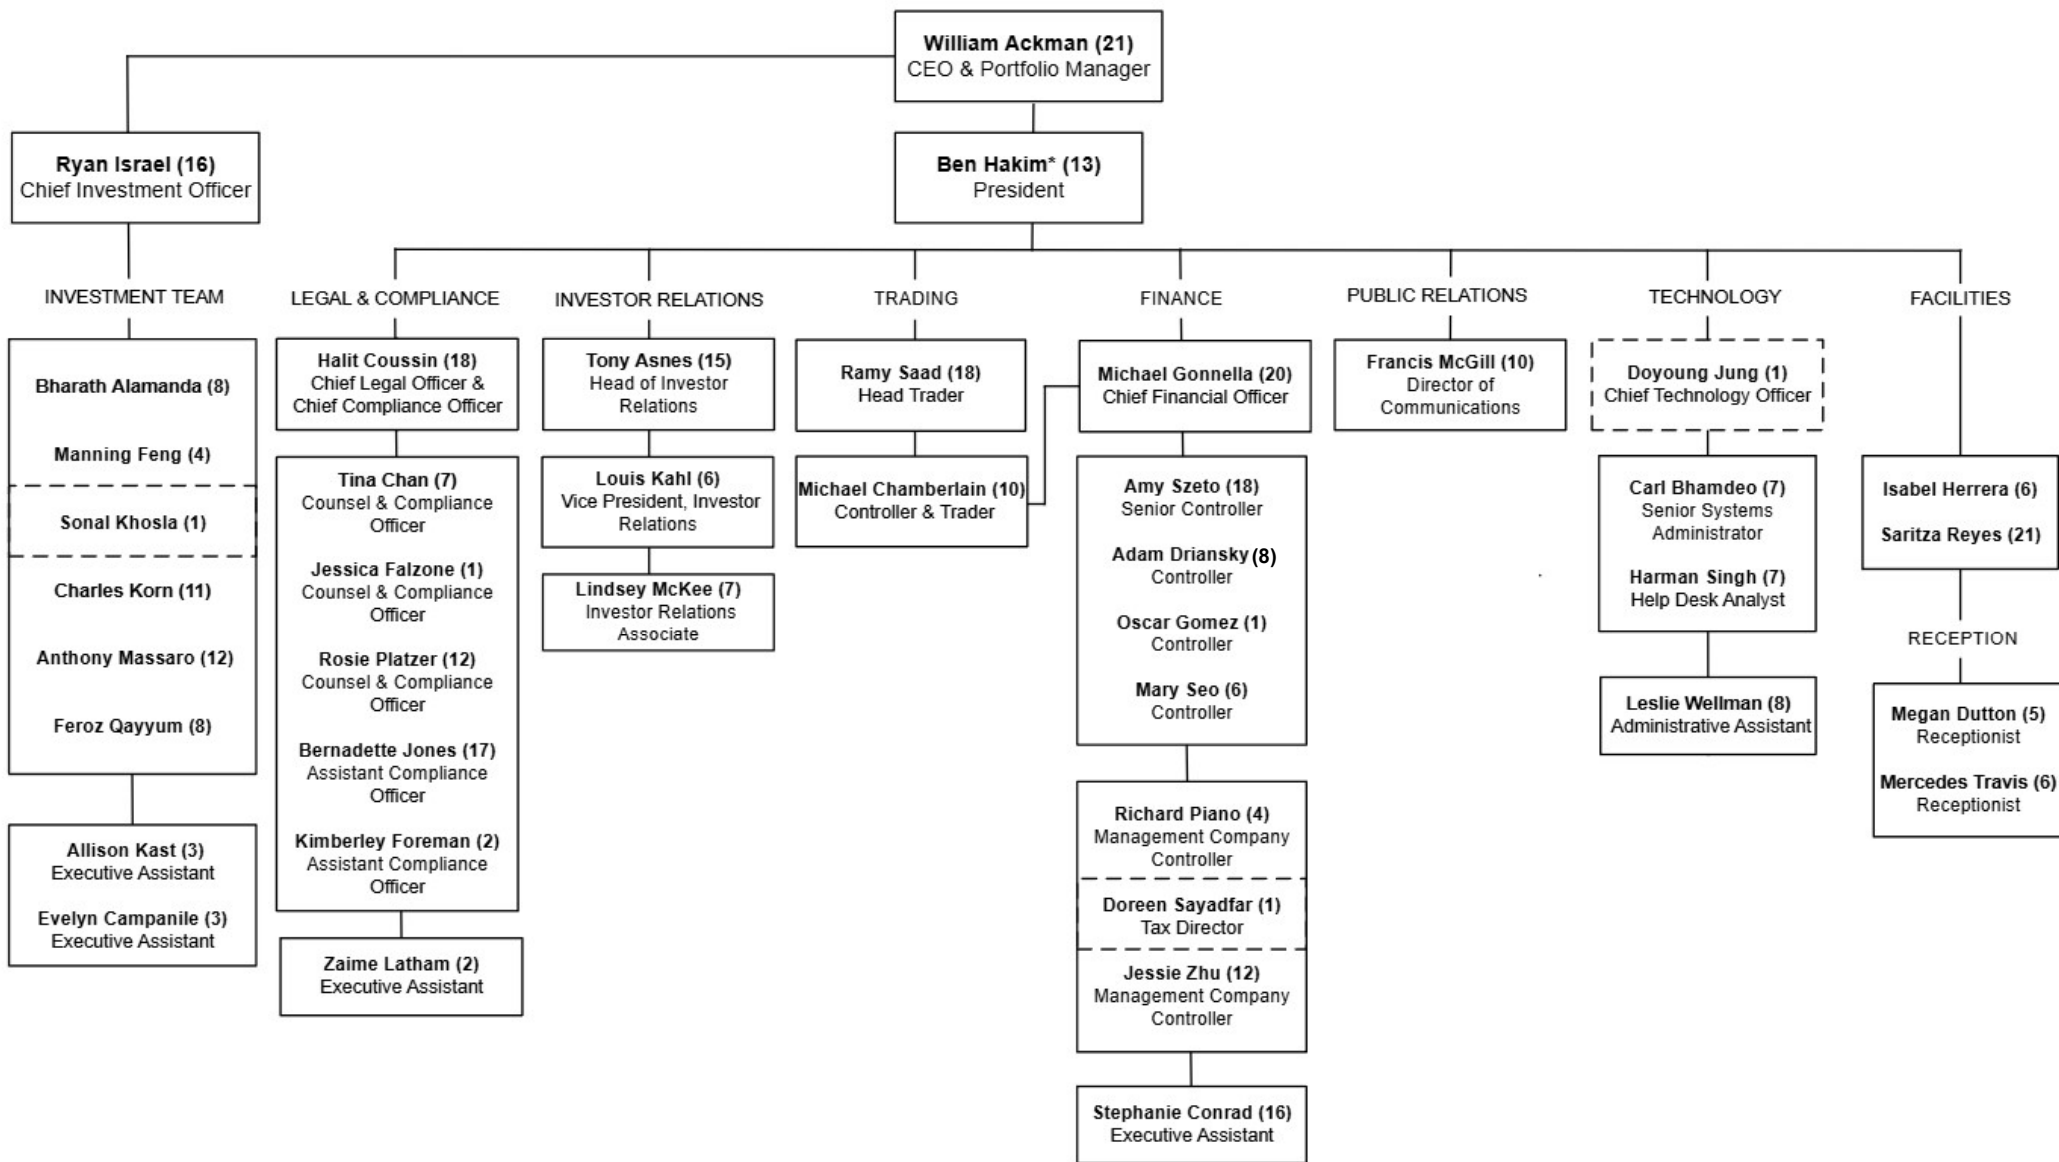 William Ackman (21)
CEO & Portfolio Manager
Ryan Israel (16)
Chief Investment Officer
Ben Hakim* (13)
President
INVESTMENT TEAM
Bharath Alamanda (8)
Manning Feng (4)
Sonal Khosla (1)
Charles Korn (11)
Anthony Massaro (12)
Feroz Qayyum (8)
Allison Kast (3)
Executive Assistant
Evelyn Campanile (3)
Executive Assistant
LEGAL & COMPLIANCE
Halit Coussin (18)
Chief Legal Officer &
Chief Compliance Officer
Tina Chan (7)
Counsel & Compliance
Officer
Jessica Falzone (1)
Counsel & Compliance
Officer
Rosie Platzer (12)
Counsel & Compliance
Officer
Bernadette Jones (17)
Assistant Compliance
Officer
Kimberley Foreman (2)
Assistant Compliance
Officer
Zaime Latham (2)
Executive Assistant
INVESTOR RELATIONS
Tony Asnes (15)
Head of Investor
Relations
Louis Kahl (6)
Vice President, Investor
Relations
Lindsey McKee (7)
Investor Relations
Associate
TRADING
Ramy Saad (18)
Head Trader
Michael Chamberlain (10)
Controller & Trader
FINANCE
Michael Gonnella (20)
Chief Financial Officer
Amy Szeto (18)
Senior Controller
Adam Driansky (8)
Controller
Oscar Gomez (1)
Controller
Mary Seo (6)
Controller
Richard Piano (4)
Management Company
Controller
Doreen Sayadfar (1)
Tax Director
Jessie Zhu (12)
Management Company
Controller
Stephanie Conrad (16)
Executive Assistant
PUBLIC RELATIONS
Francis McGill (10)
Director of
Communications
TECHNOLOGY
Doyoung Jung (1)
Chief Technology Officer
Carl Bhamdeo (7)
Senior Systems
Administrator
Harman Singh (7)
Help Desk Analyst
Leslie Wellman (8)
Administrative Assistant
FACILITIES
Isabel Herrera (6)
Saritza Reyes (21)
RECEPTION
Megan Dutton (5)
Receptionist
Mercedes Travis (6)
Receptionist